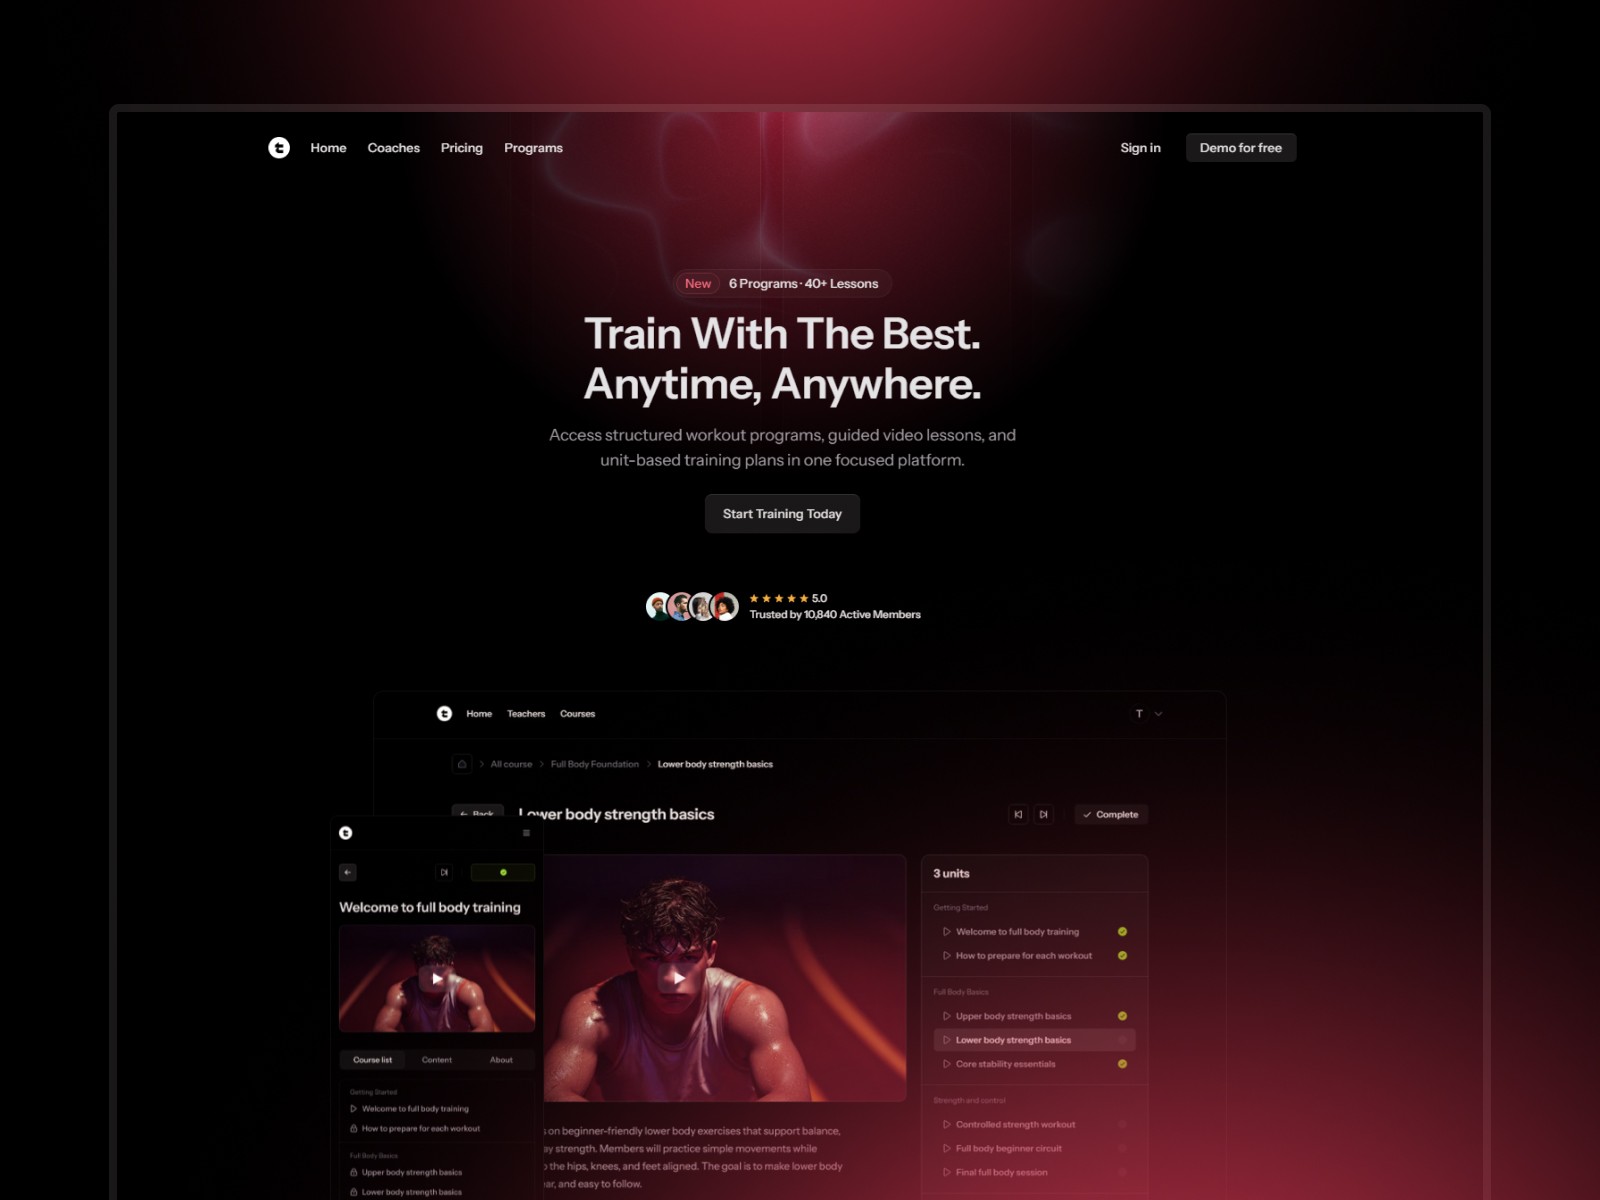 Home Coaches Pricing Programs
Sign in Demo for free
New 6 Programs · 40+ Lessons
Train With The Best.
Anytime, Anywhere.
Access structured workout programs, guided video lessons, and
unit-based training plans in one focused platform.
Start Training Today
5.0
Trusted by 10,840 Active Members
Home Teachers Courses
T
All course Full Body Foundation Lower body strength basics
Back Lower body strength basics
Complete
3 units
Getting Started
Welcome to full body training
How to prepare for each workout
Full Body Basics
Upper body strength basics
Lower body strength basics
Core stability essentials
Strength and control
Controlled strength workout
Full body beginner circuit
Final full body session
on beginner-friendly lower body exercises that support balance,
strength. Members will practice simple movements while
the hips, knees, and feet aligned. The goal is to make lower body
and easy to follow.
Welcome to full body training
Course list Content About
Getting Started
Welcome to full body training
How to prepare for each workout
Full Body Basics
Upper body strength basics
Lower body strength basics